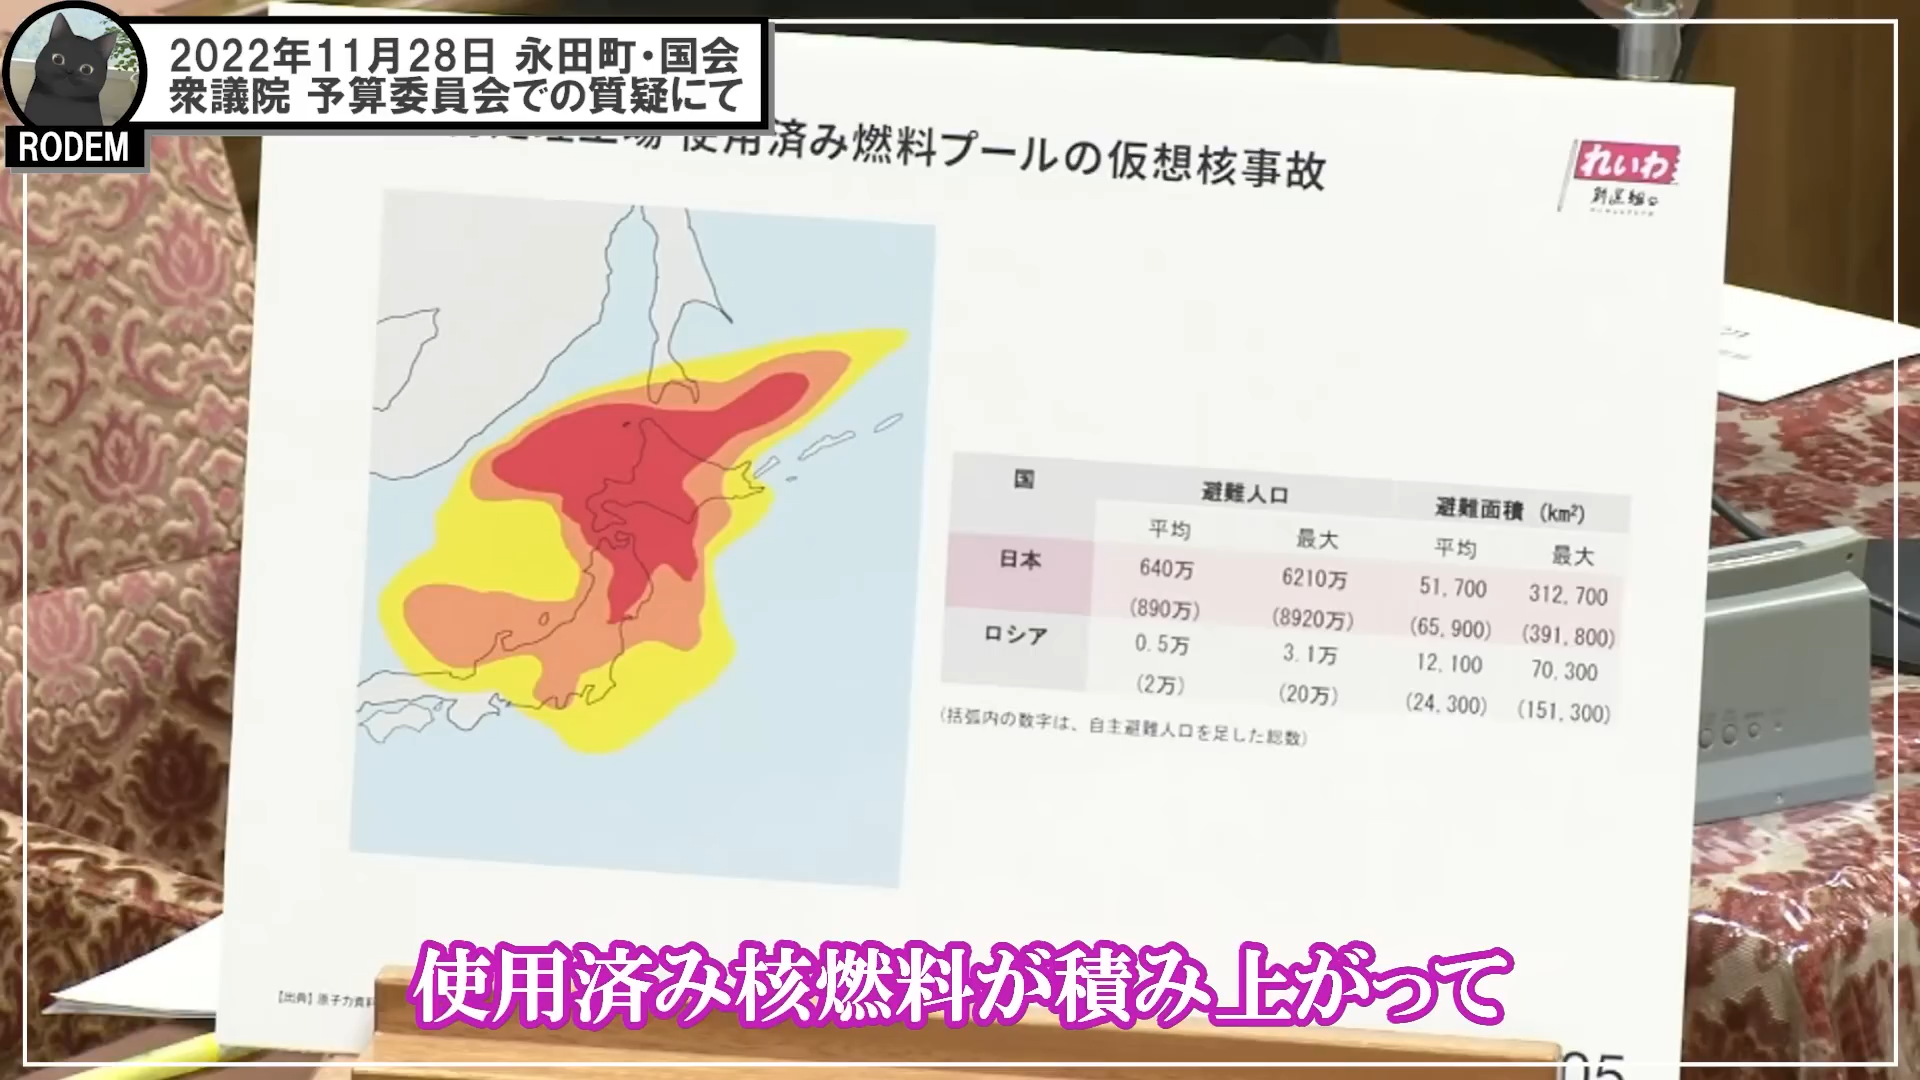 2022年11月28日 永田町・国会
衆議院 予算委員会での質疑にて
RODEM
使用済み燃料プールの仮想核事故
れいわ
新選組
国
避難人口
避難面積 (km²)
平均
最大
平均
最大
日本
640万
6210万
51,700
312,700
(890万)
(8920万)
(65,900)
(391,800)
ロシア
0.5万
3.1万
12,100
70,300
(2万)
(20万)
(24,300)
(151,300)
(括弧内の数字は、自主避難人口を足した総数)
【出典】原子力資料
使用済み核燃料が積み上がって
05